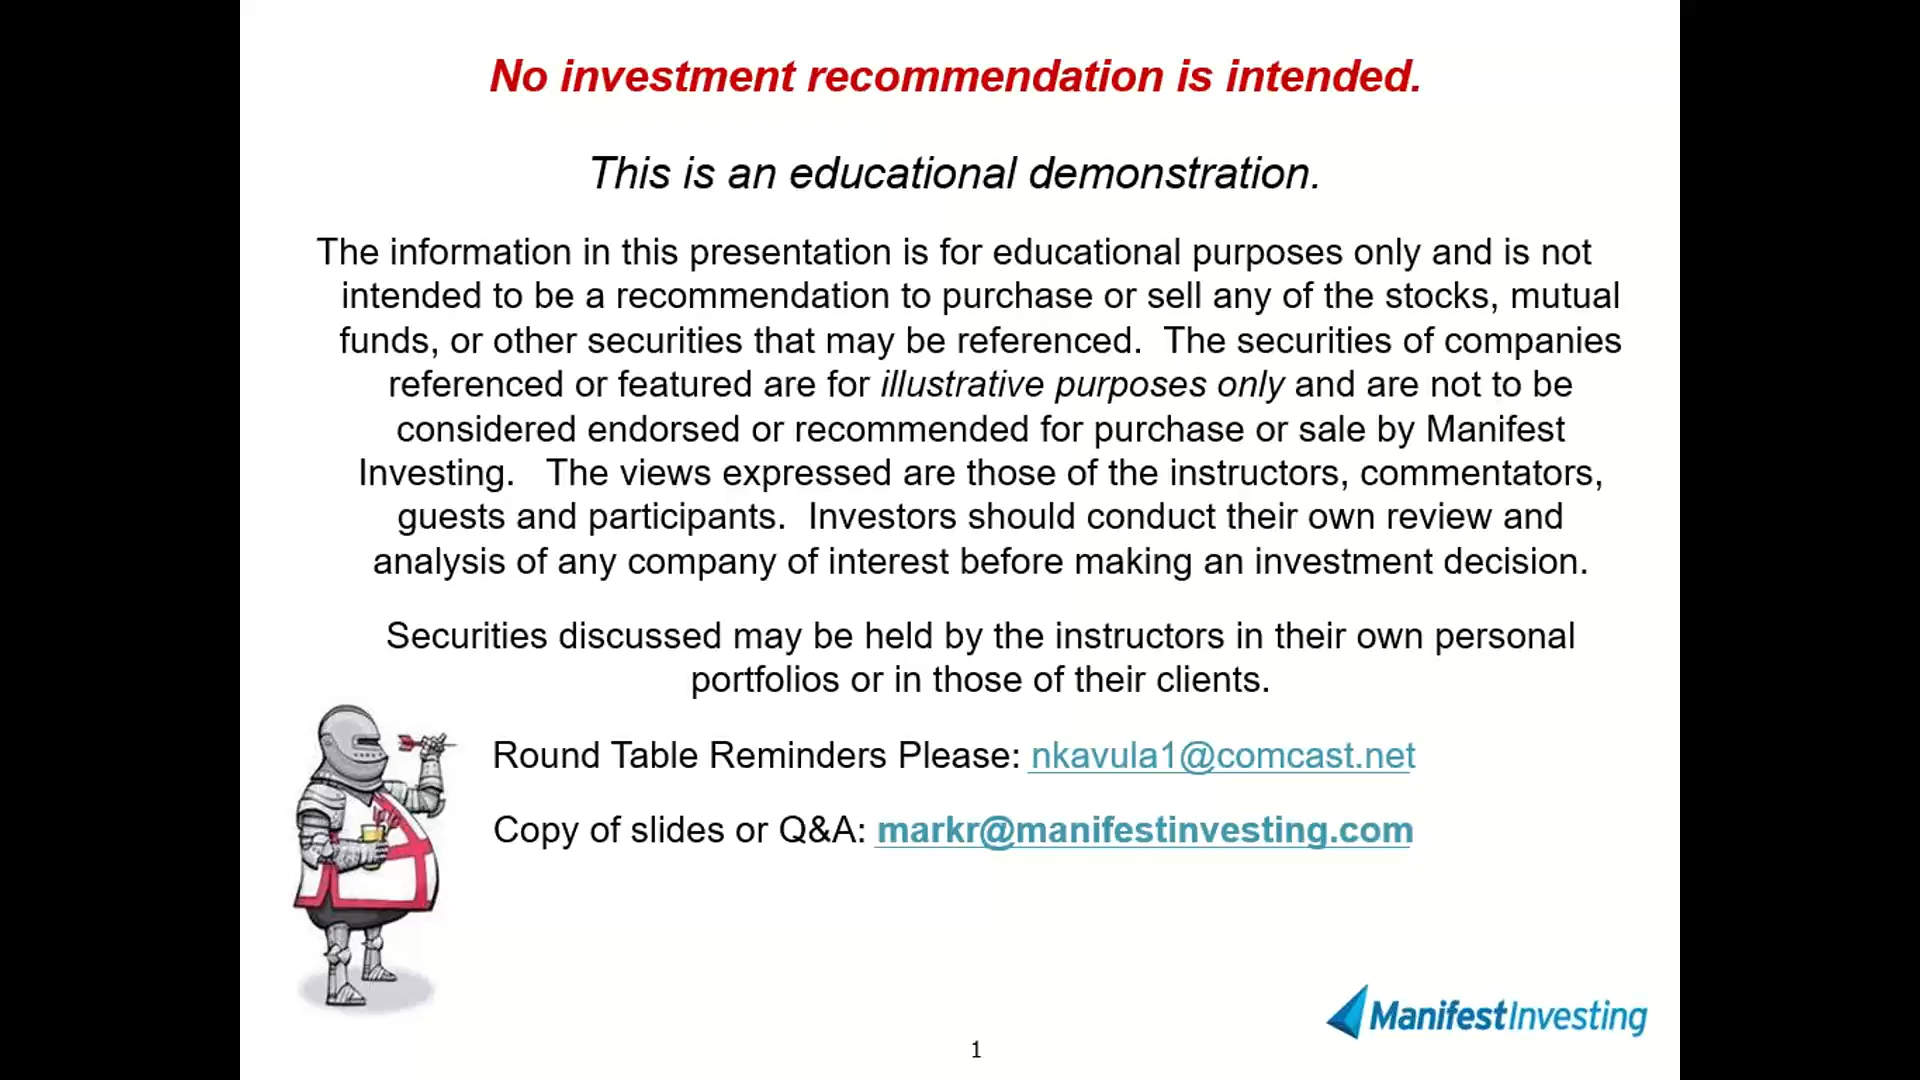 No investment recommendation is intended.
This is an educational demonstration.
The information in this presentation is for educational purposes only and is not
intended to be a recommendation to purchase or sell any of the stocks, mutual
funds, or other securities that may be referenced.  The securities of companies
referenced or featured are for illustrative purposes only and are not to be
considered endorsed or recommended for purchase or sale by Manifest
Investing.   The views expressed are those of the instructors, commentators,
guests and participants.  Investors should conduct their own review and
analysis of any company of interest before making an investment decision.
Securities discussed may be held by the instructors in their own personal
portfolios or in those of their clients.
Round Table Reminders Please: nkavula1@comcast.net
Copy of slides or Q&A: markr@manifestinvesting.com
ManifestInvesting
1